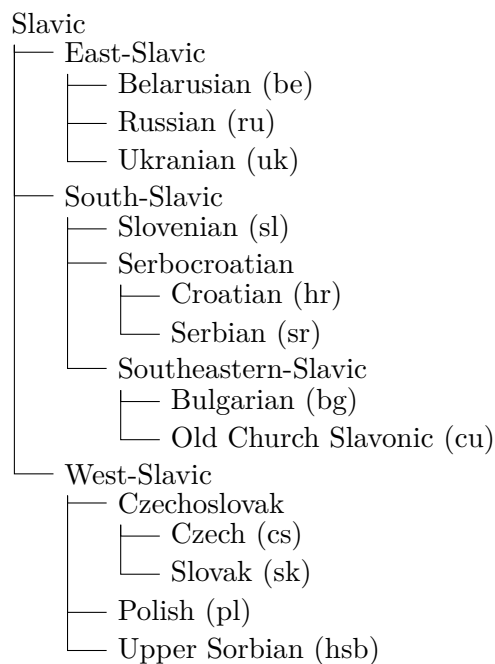 Slavic
East-Slavic
Belarusian (be)
Russian (ru)
Ukranian (uk)
South-Slavic
Slovenian (sl)
Serbocroatian
Croatian (hr)
Serbian (sr)
Southeastern-Slavic
Bulgarian (bg)
Old Church Slavonic (cu)
West-Slavic
Czechoslovak
Czech (cs)
Slovak (sk)
Polish (pl)
Upper Sorbian (hsb)